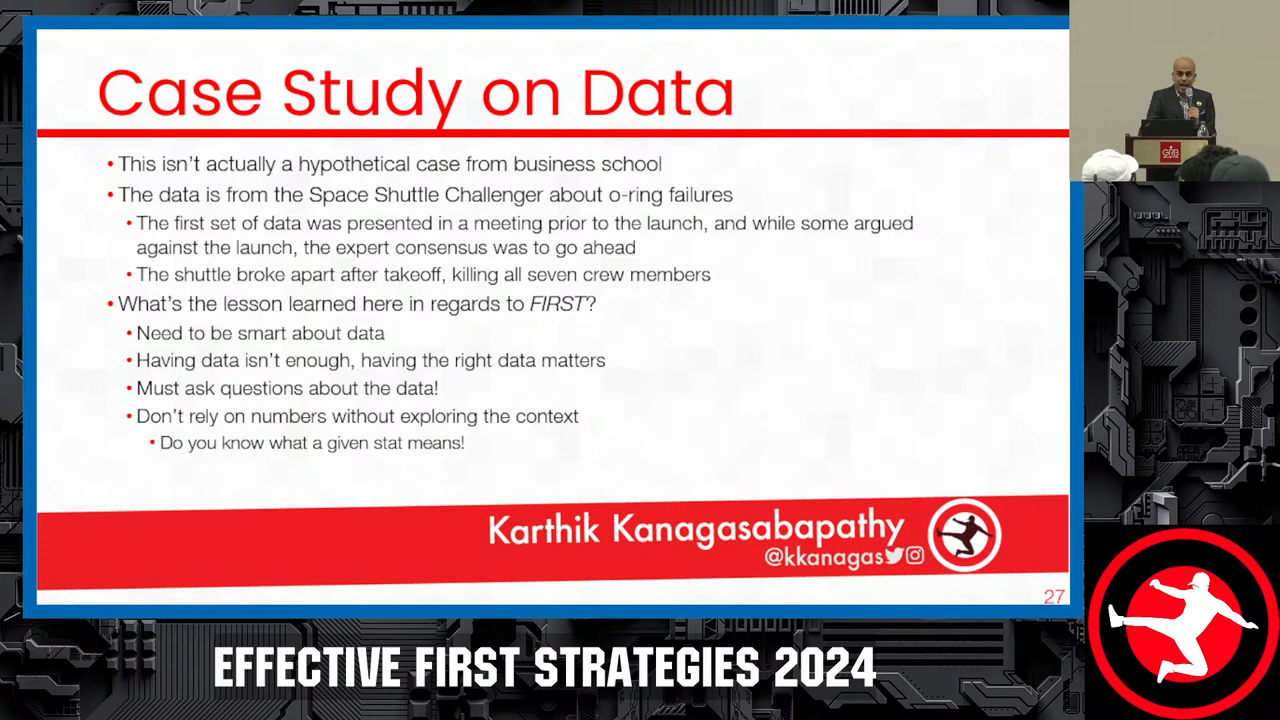 Case Study on Data
• This isn't actually a hypothetical case from business school
• The data is from the Space Shuttle Challenger about o-ring failures
• The first set of data was presented in a meeting prior to the launch, and while some argued
against the launch, the expert consensus was to go ahead
• The shuttle broke apart after takeoff, killing all seven crew members
• What's the lesson learned here in regards to FIRST?
• Need to be smart about data
• Having data isn't enough, having the right data matters
• Must ask questions about the data!
• Don't rely on numbers without exploring the context
• Do you know what a given stat means!
Karthik Kanagasabapathy
@kkanagas
27
GRB
EFFECTIVE FIRST STRATEGIES 2024